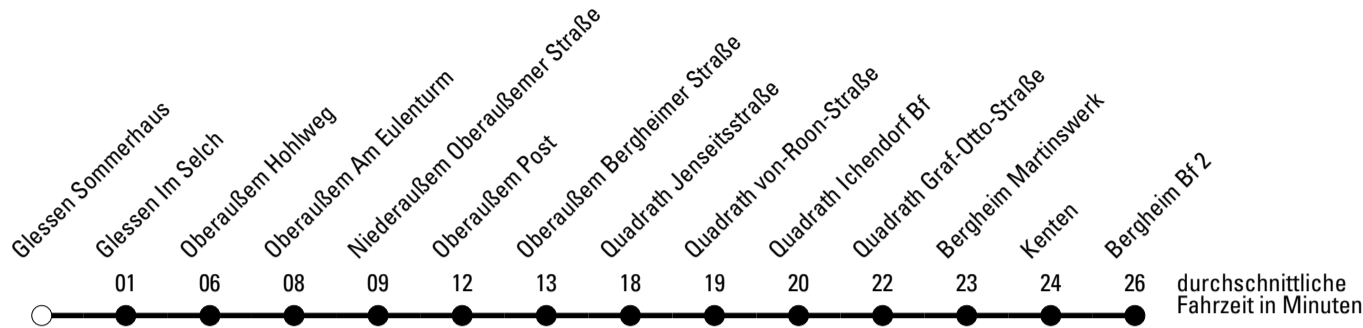 Glessen Sommerhaus
Glessen Im Selch
Oberaußem Hohlweg
Oberaußem Am Eulenturm
Niederaußem Oberaußemer Straße
Oberaußem Post
Oberaußem Bergheimer Straße
Quadrath Jenseitsstraße
Quadrath von-Roon-Straße
Quadrath Ichendorf Bf
Quadrath Graf-Otto-Straße
Bergheim Martinswerk
Kenten
Bergheim Bf 2
01 06 08 09 12 13 18 19 20 22 23 24 26
durchschnittliche
Fahrzeit in Minuten